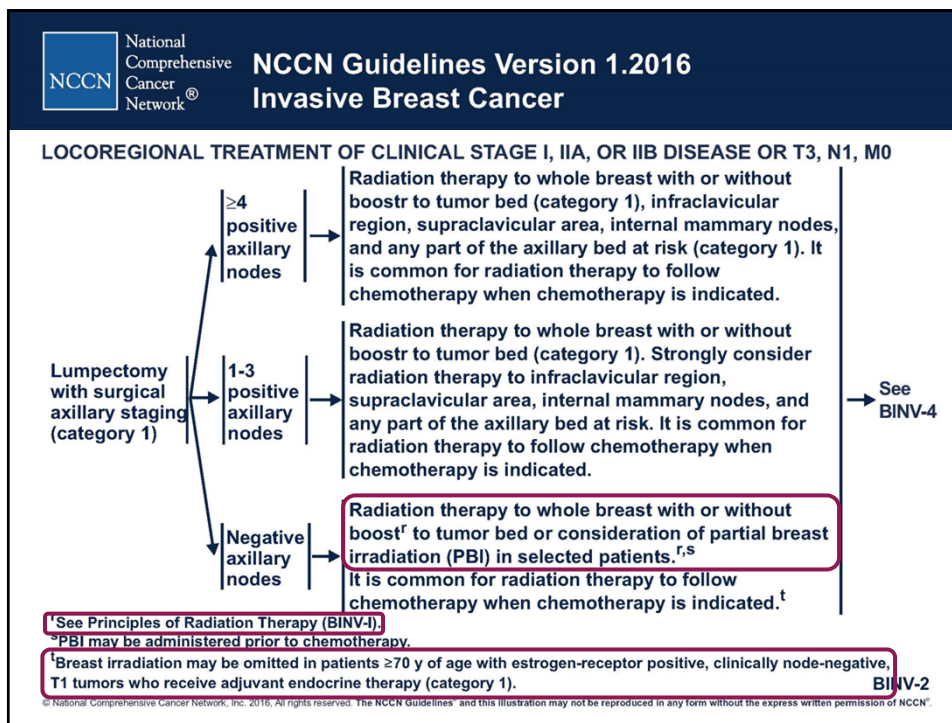 NCCN
National
Comprehensive
Cancer
Network®
NCCN Guidelines Version 1.2016
Invasive Breast Cancer
LOCOREGIONAL TREATMENT OF CLINICAL STAGE I, IIA, OR IIB DISEASE OR T3, N1, M0
Lumpectomy
with surgical
axillary staging
(category 1)
≥4
positive
axillary
nodes
Radiation therapy to whole breast with or without
boostr to tumor bed (category 1), infraclavicular
region, supraclavicular area, internal mammary nodes,
and any part of the axillary bed at risk (category 1). It
is common for radiation therapy to follow
chemotherapy when chemotherapy is indicated.
1-3
positive
axillary
nodes
Radiation therapy to whole breast with or without
boostr to tumor bed (category 1). Strongly consider
radiation therapy to infraclavicular region,
supraclavicular area, internal mammary nodes, and
any part of the axillary bed at risk. It is common for
radiation therapy to follow chemotherapy when
chemotherapy is indicated.
Negative
axillary
nodes
Radiation therapy to whole breast with or without
boost^r to tumor bed or consideration of partial breast
irradiation (PBI) in selected patients.^r,s
It is common for radiation therapy to follow
chemotherapy when chemotherapy is indicated.^t
See
BINV-4
^rSee Principles of Radiation Therapy (BINV-I).
^sPBI may be administered prior to chemotherapy.
^tBreast irradiation may be omitted in patients ≥70 y of age with estrogen-receptor positive, clinically node-negative,
T1 tumors who receive adjuvant endocrine therapy (category 1).
BINV-2
© National Comprehensive Cancer Network, Inc. 2016, All rights reserved. The NCCN Guidelines® and this illustration may not be reproduced in any form without the express written permission of NCCN®.